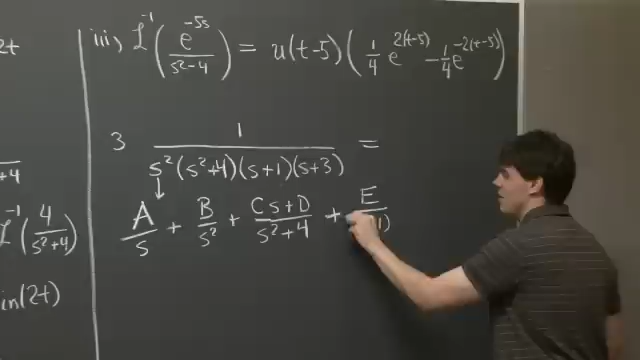 2t
iii, ℒ⁻¹(e^{-5s}/(s²-4)) = u(t-5)(1/4 e^{2(t-5)} - 1/4 e^{-2(t-5)})
3 1/(s²(s²+4)(s+1)(s+3)) =
A/s + B/s² + (Cs+D)/(s²+4) + E
ℒ⁻¹(4/(s²+4))
in(2t)